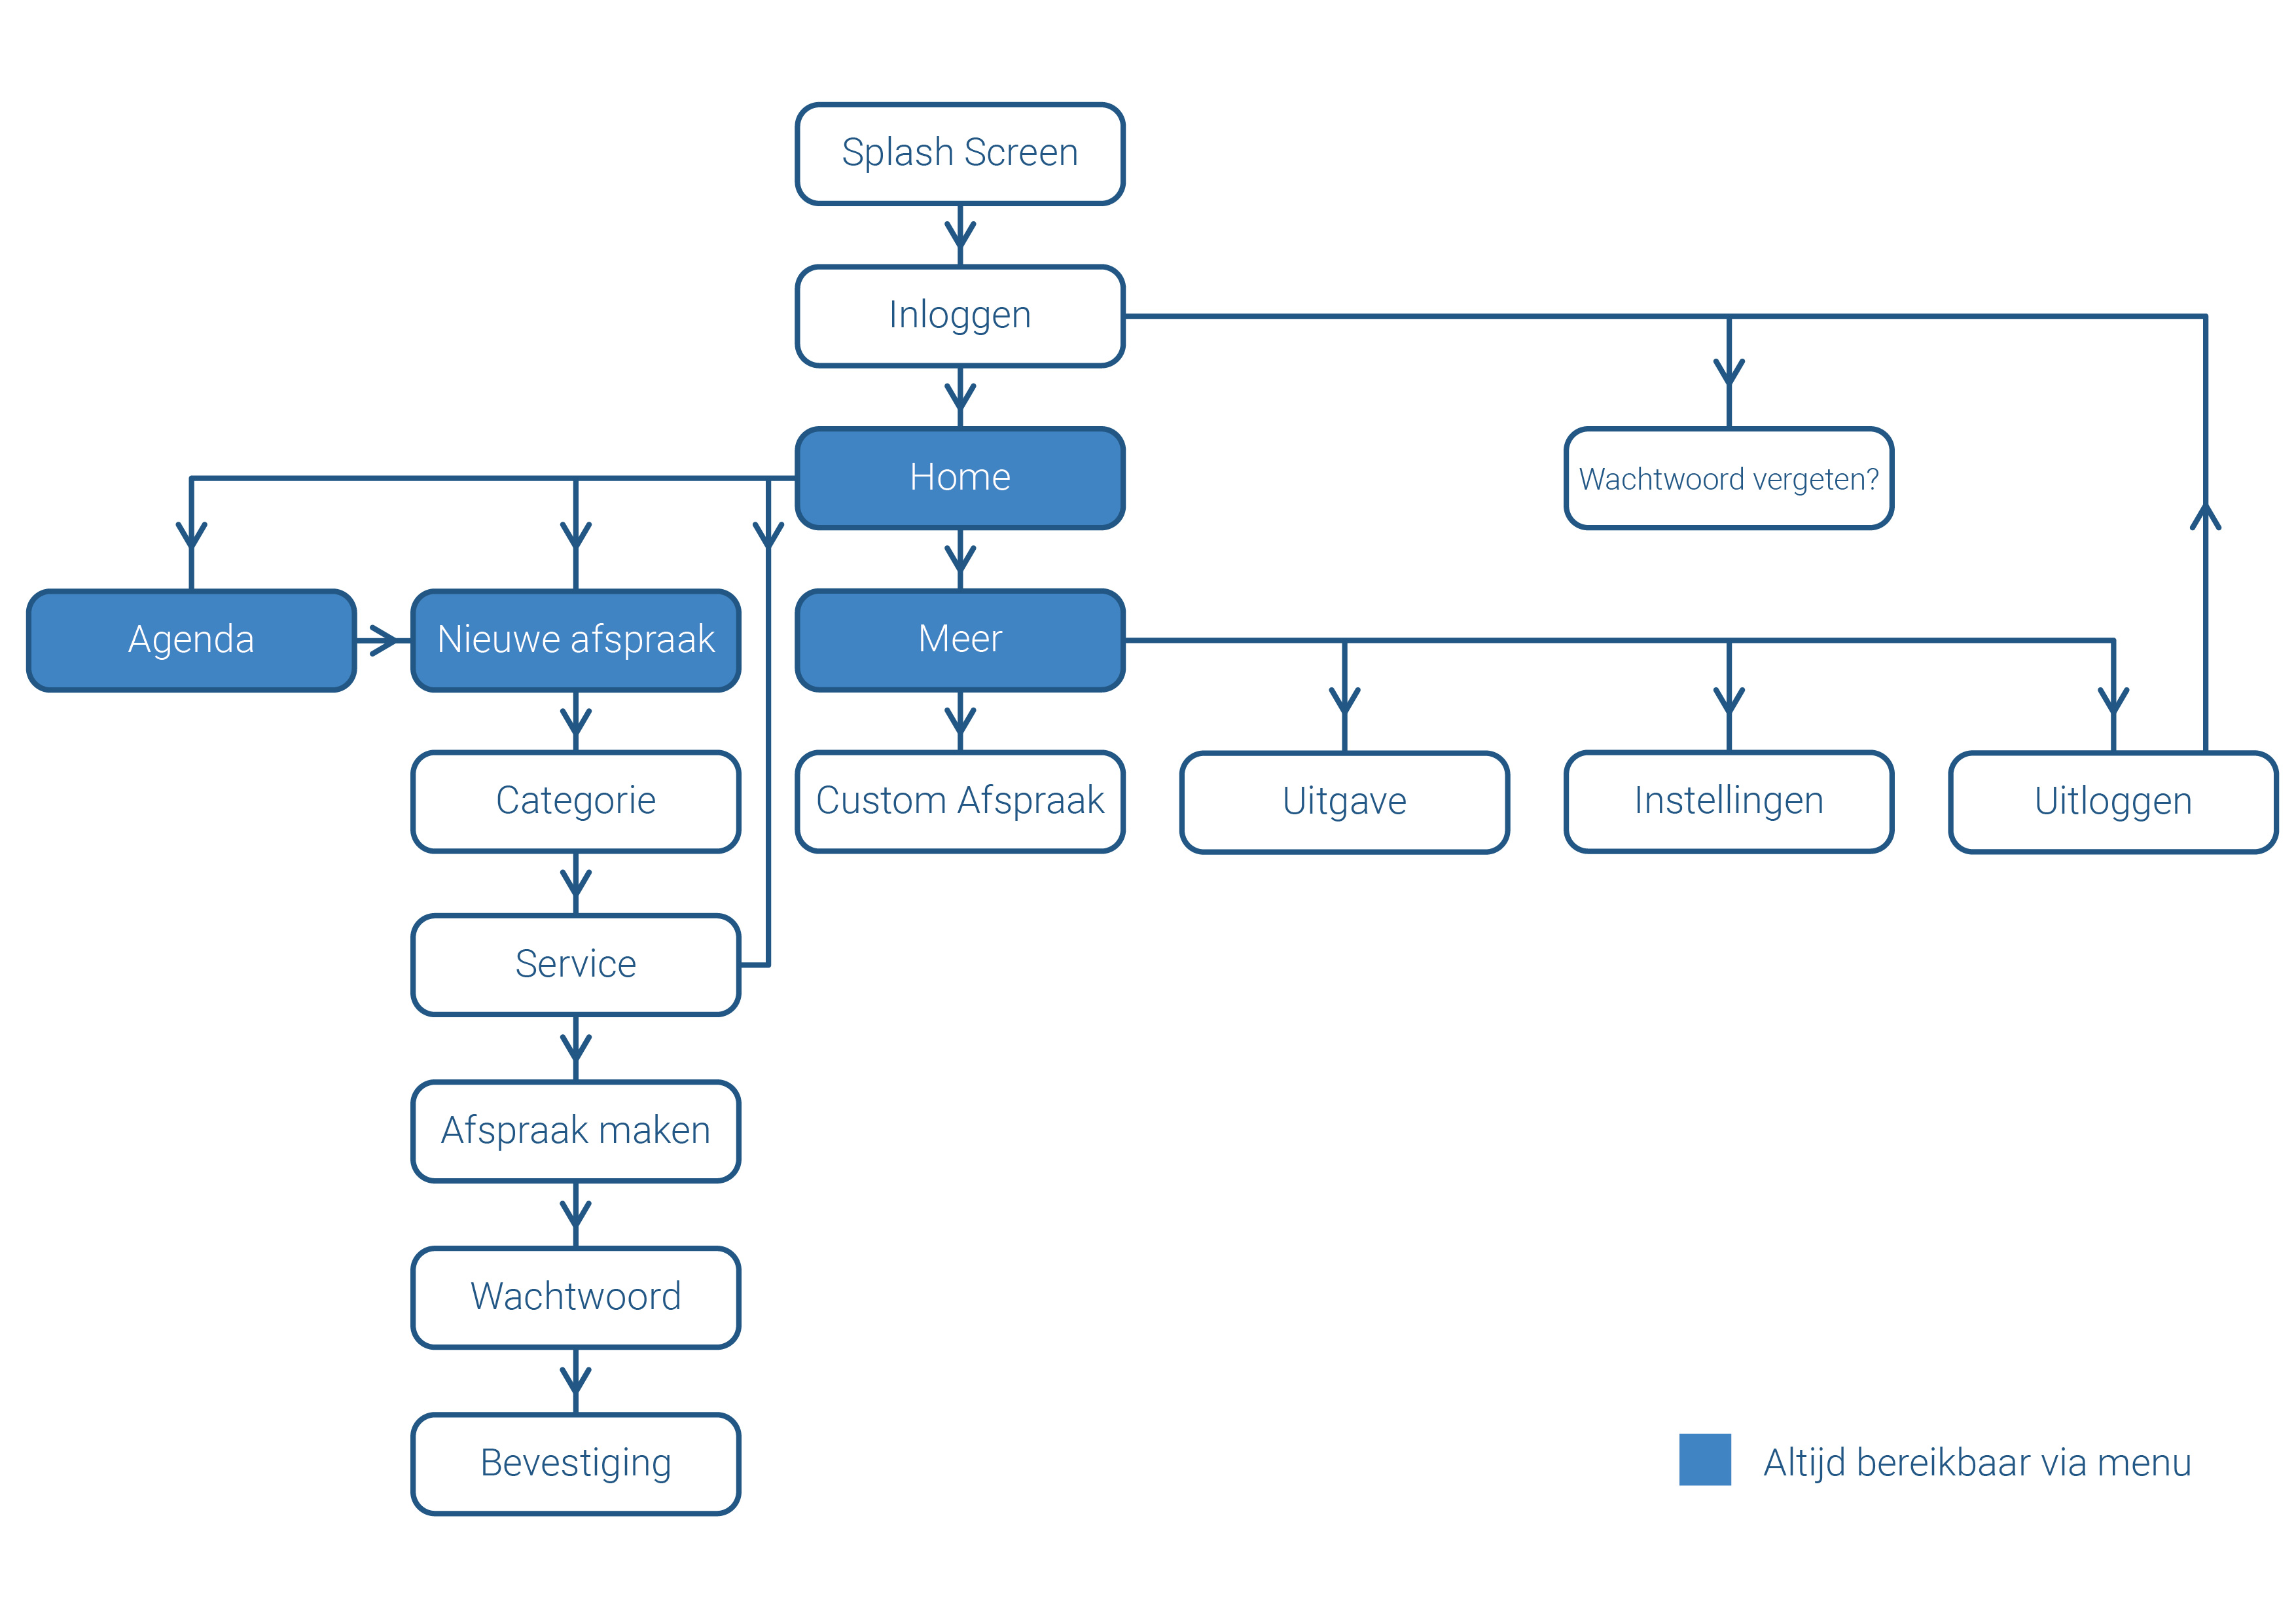 Splash Screen
Inloggen
Home
Wachtwoord vergeten?
Agenda
Nieuwe afspraak
Meer
Categorie
Custom Afspraak
Uitgave
Instellingen
Uitloggen
Service
Afspraak maken
Wachtwoord
Bevestiging
Altijd bereikbaar via menu